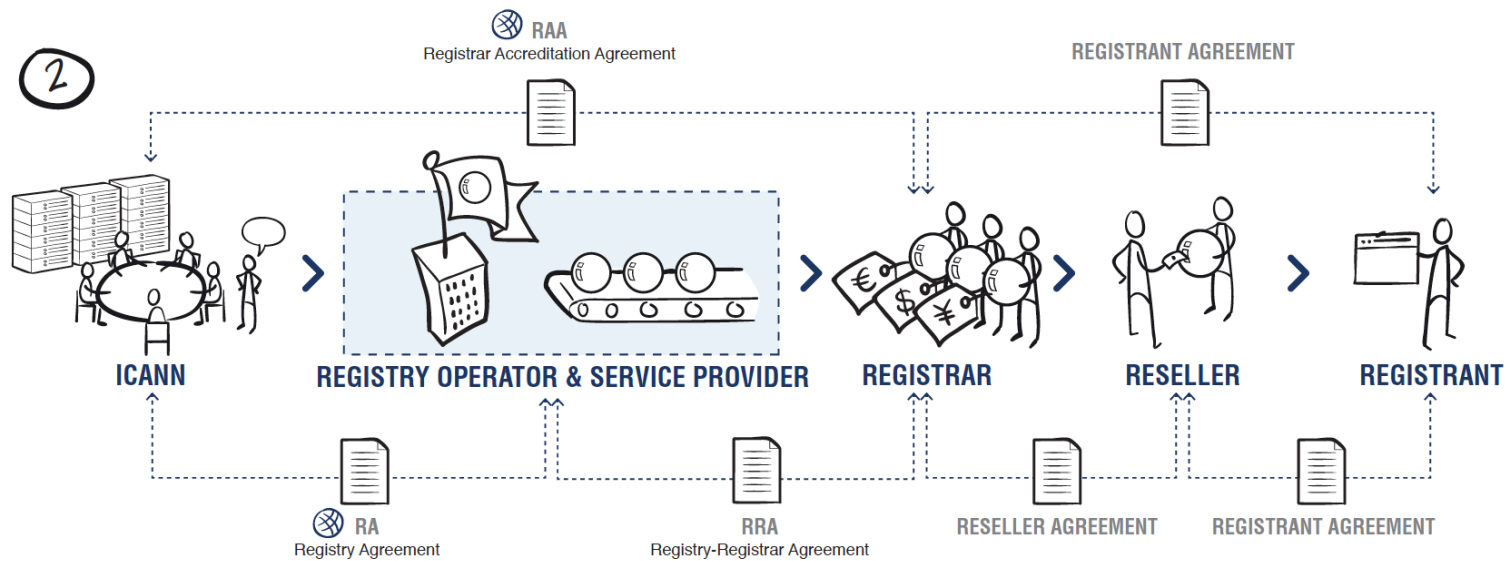 RAA
Registrar Accreditation Agreement
REGISTRANT AGREEMENT
2
€
$
¥
ICANN
REGISTRY OPERATOR & SERVICE PROVIDER
REGISTRAR
RESELLER
REGISTRANT
RA
Registry Agreement
RRA
Registry-Registrar Agreement
RESELLER AGREEMENT
REGISTRANT AGREEMENT